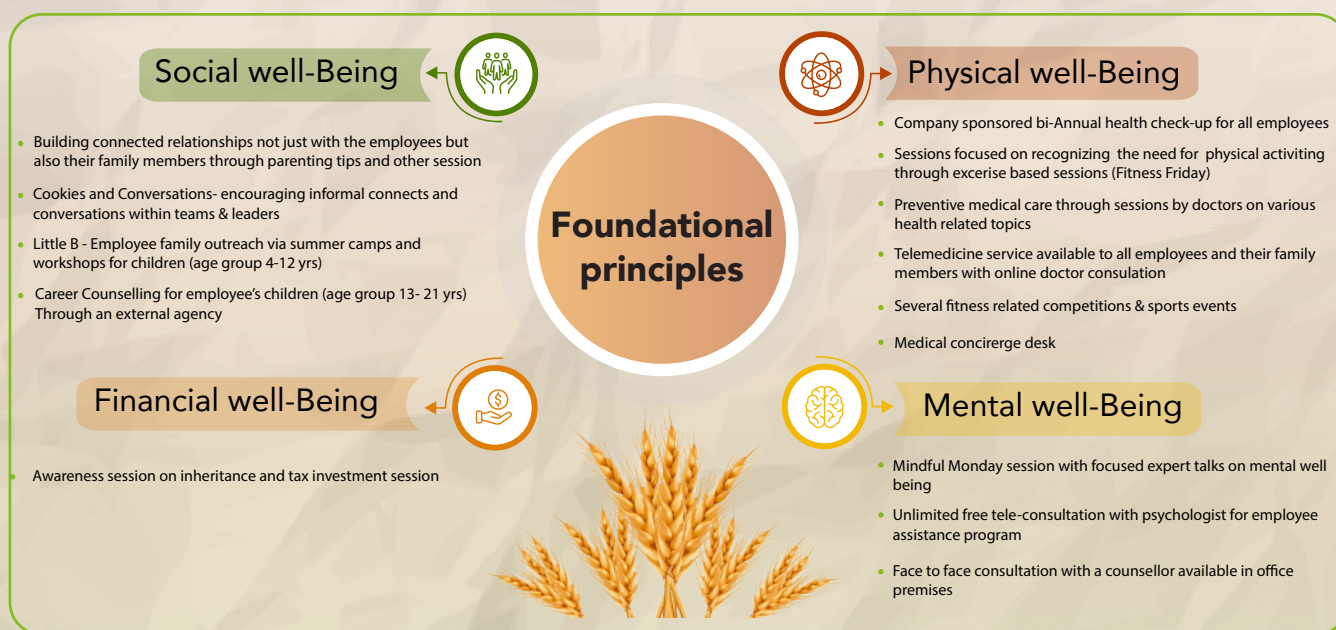 Social well-Being
Building connected relationships not just with the employees but
also their family members through parenting tips and other session
Cookies and Conversations- encouraging informal connects and
conversations within teams & leaders
Little B - Employee family outreach via summer camps and
workshops for children (age group 4-12 yrs)
Career Counselling for employee's children (age group 13- 21 yrs)
Through an external agency
Foundational
principles
Physical well-Being
Company sponsored bi-Annual health check-up for all employees
Sessions focused on recognizing the need for physical activiting
through excerise based sessions (Fitness Friday)
Preventive medical care through sessions by doctors on various
health related topics
Telemedicine service available to all employees and their family
members with online doctor consulation
Several fitness related competitions & sports events
Medical concirerge desk
Financial well-Being
Awareness session on inheritance and tax investment session
Mental well-Being
Mindful Monday session with focused expert talks on mental well
being
Unlimited free tele-consultation with psychologist for employee
assistance program
Face to face consultation with a counsellor available in office
premises